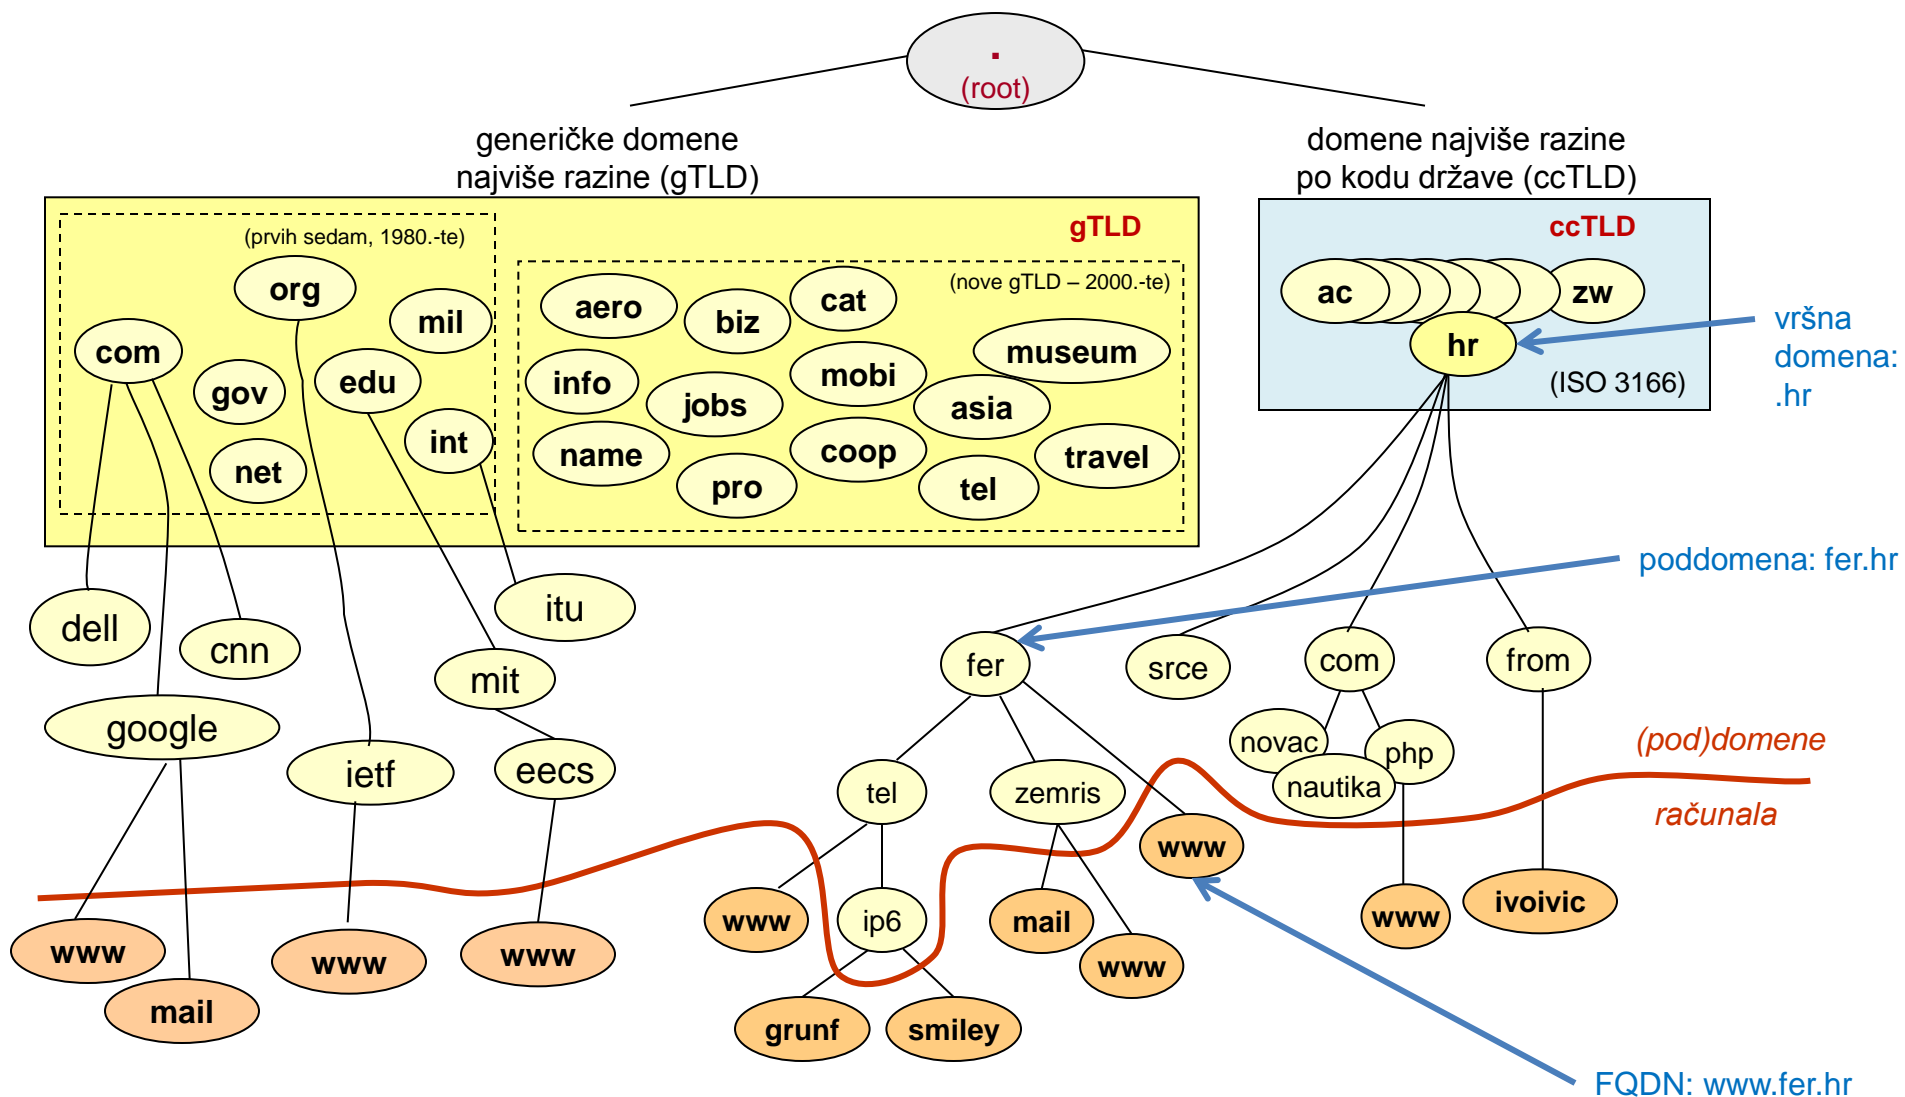 .
(root)
generičke domene
najviše razine (gTLD)
domene najviše razine
po kodu države (ccTLD)
gTLD
ccTLD
(prvih sedam, 1980.-te)
(nove gTLD – 2000.-te)
org
mil
com
gov
edu
int
net
aero
biz
cat
museum
info
jobs
mobi
asia
name
pro
coop
tel
travel
ac
zw
hr
(ISO 3166)
vršna
domena:
.hr
poddomena: fer.hr
dell
cnn
itu
mit
google
ietf
eecs
fer
srce
com
from
novac
php
nautika
tel
zemris
(pod)domene
računala
www
www
mail
www
www
ip6
mail
www
www
ivoivic
www
www
mail
grunf
smiley
FQDN: www.fer.hr